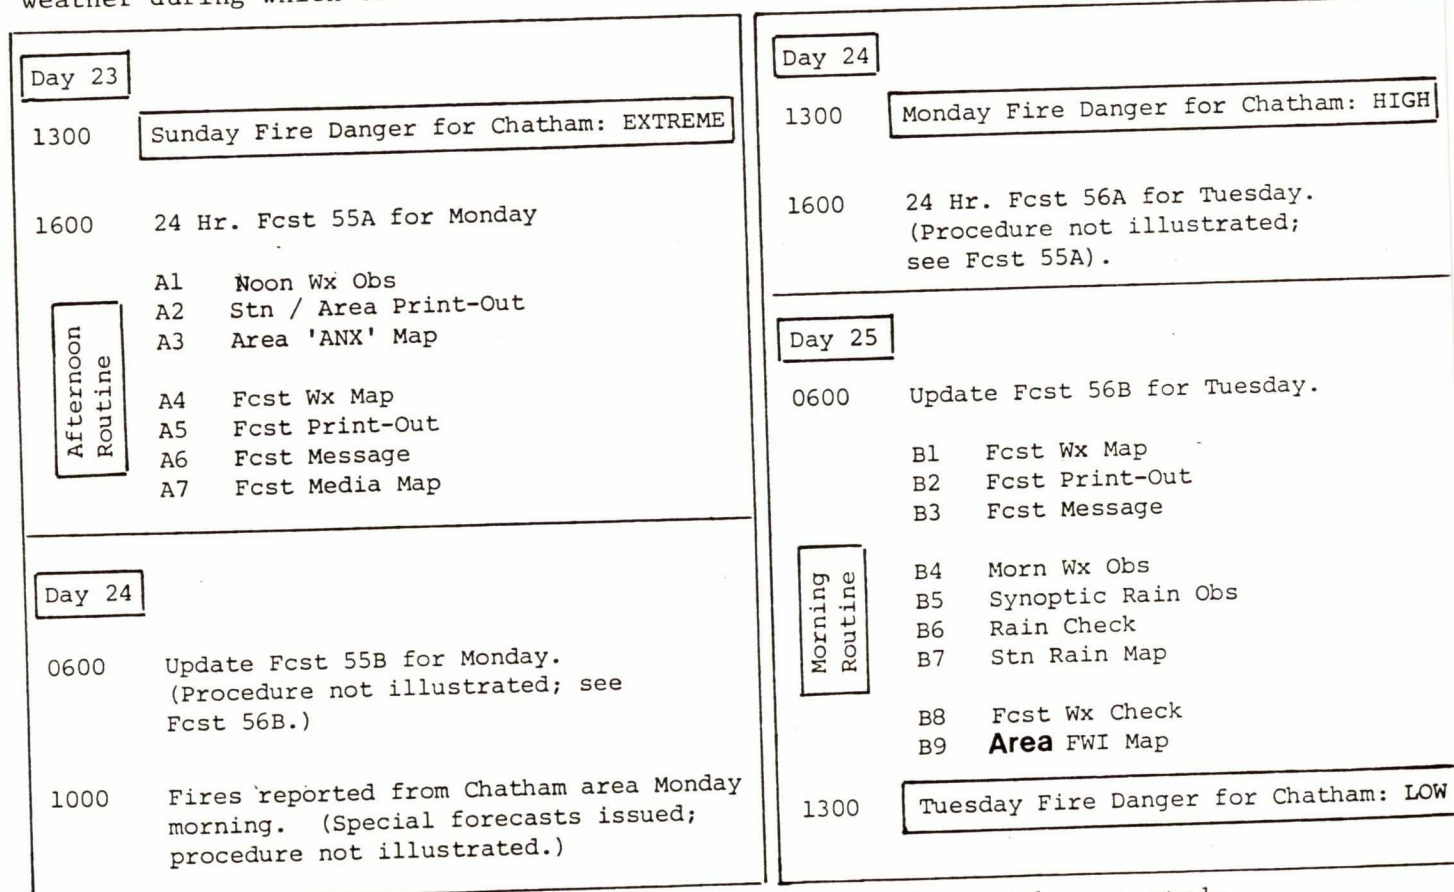 weather during which
Day 23
1300 Sunday Fire Danger for Chatham: EXTREME
1600 24 Hr. Fcst 55A for Monday
Afternoon
Routine
A1 Noon Wx Obs
A2 Stn / Area Print-Out
A3 Area 'ANX' Map
A4 Fcst Wx Map
A5 Fcst Print-Out
A6 Fcst Message
A7 Fcst Media Map
Day 24
0600 Update Fcst 55B for Monday.
(Procedure not illustrated; see
Fcst 56B.)
1000 Fires reported from Chatham area Monday
morning. (Special forecasts issued;
procedure not illustrated.)
Day 24
1300 Monday Fire Danger for Chatham: HIGH
1600 24 Hr. Fcst 56A for Tuesday.
(Procedure not illustrated;
see Fcst 55A).
Day 25
0600 Update Fcst 56B for Tuesday.
B1 Fcst Wx Map
B2 Fcst Print-Out
B3 Fcst Message
Morning
Routine
B4 Morn Wx Obs
B5 Synoptic Rain Obs
B6 Rain Check
B7 Stn Rain Map
B8 Fcst Wx Check
B9 Area FWI Map
1300 Tuesday Fire Danger for Chatham: LOW